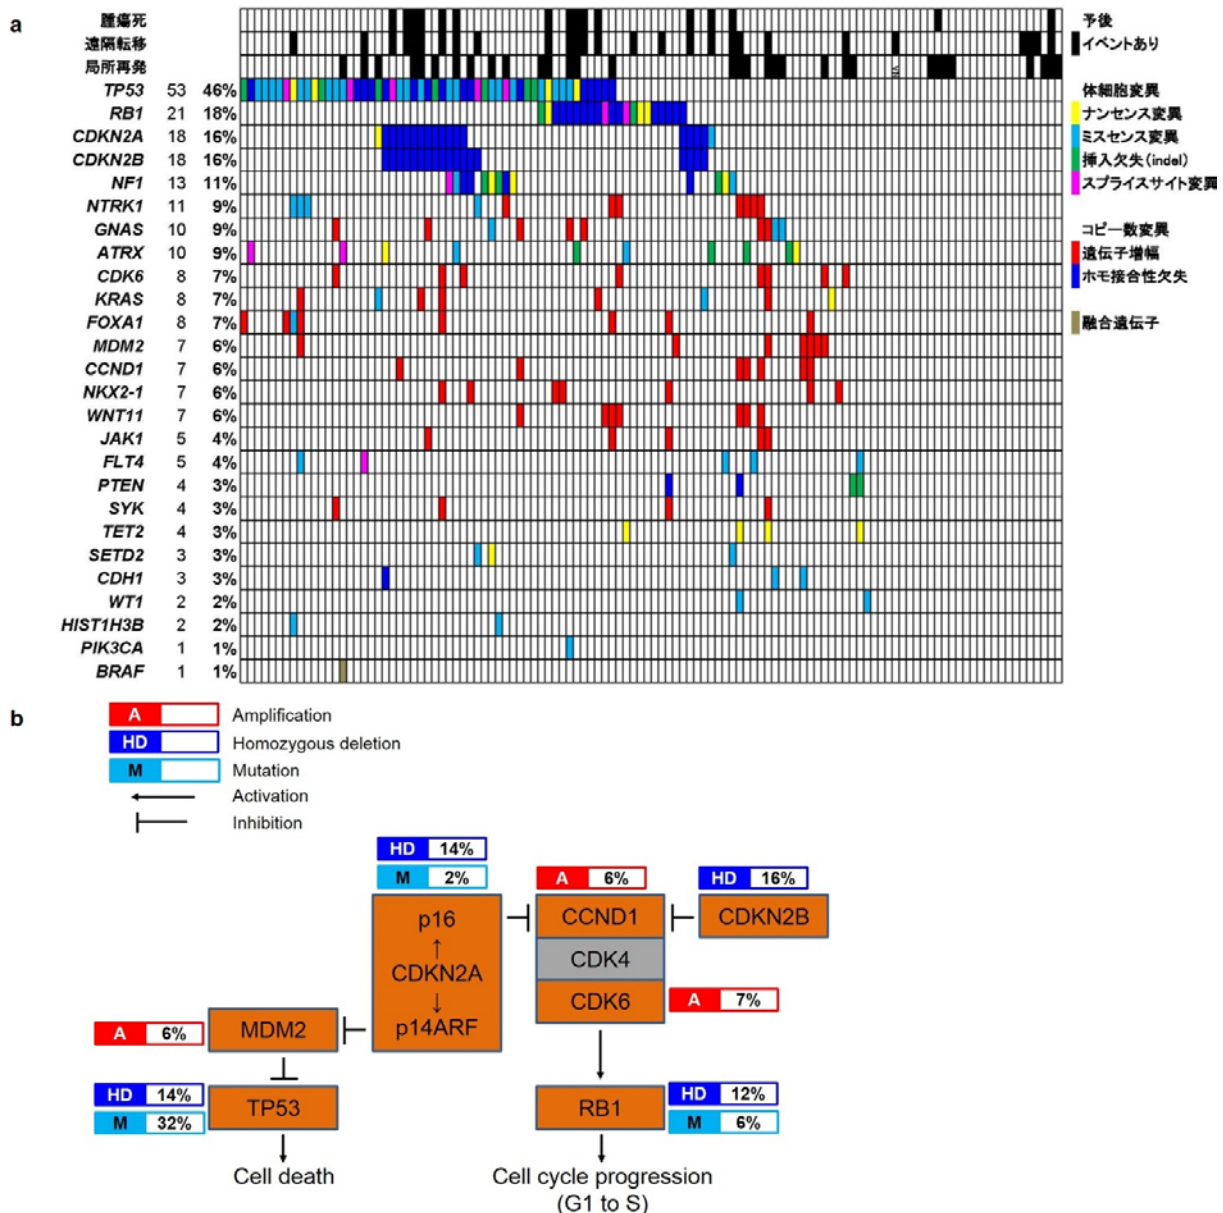 a
腫瘍死
遠隔転移
局所再発
NA
TP53 53 46%
RB1 21 18%
CDKN2A 18 16%
CDKN2B 18 16%
NF1 13 11%
NTRK1 11 9%
GNAS 10 9%
ATRX 10 9%
CDK6 8 7%
KRAS 8 7%
FOXA1 8 7%
MDM2 7 6%
CCND1 7 6%
NKX2-1 7 6%
WNT11 7 6%
JAK1 5 4%
FLT4 5 4%
PTEN 4 3%
SYK 4 3%
TET2 4 3%
SETD2 3 3%
CDH1 3 3%
WT1 2 2%
HIST1H3B 2 2%
PIK3CA 1 1%
BRAF 1 1%
予後
イベントあり
体細胞変異
ナンセンス変異
ミスセンス変異
挿入欠失(indel)
スプライスサイト変異
コピー数変異
遺伝子増幅
ホモ接合性欠失
融合遺伝子
b
A Amplification
HD Homozygous deletion
M Mutation
Activation
Inhibition
HD 14%
M 2%
p16
↑
CDKN2A
↓
p14ARF
A 6%
CCND1
CDK4
CDK6
A 7%
HD 16%
CDKN2B
A 6%
MDM2
HD 14%
M 32%
TP53
Cell death
RB1
HD 12%
M 6%
Cell cycle progression
(G1 to S)